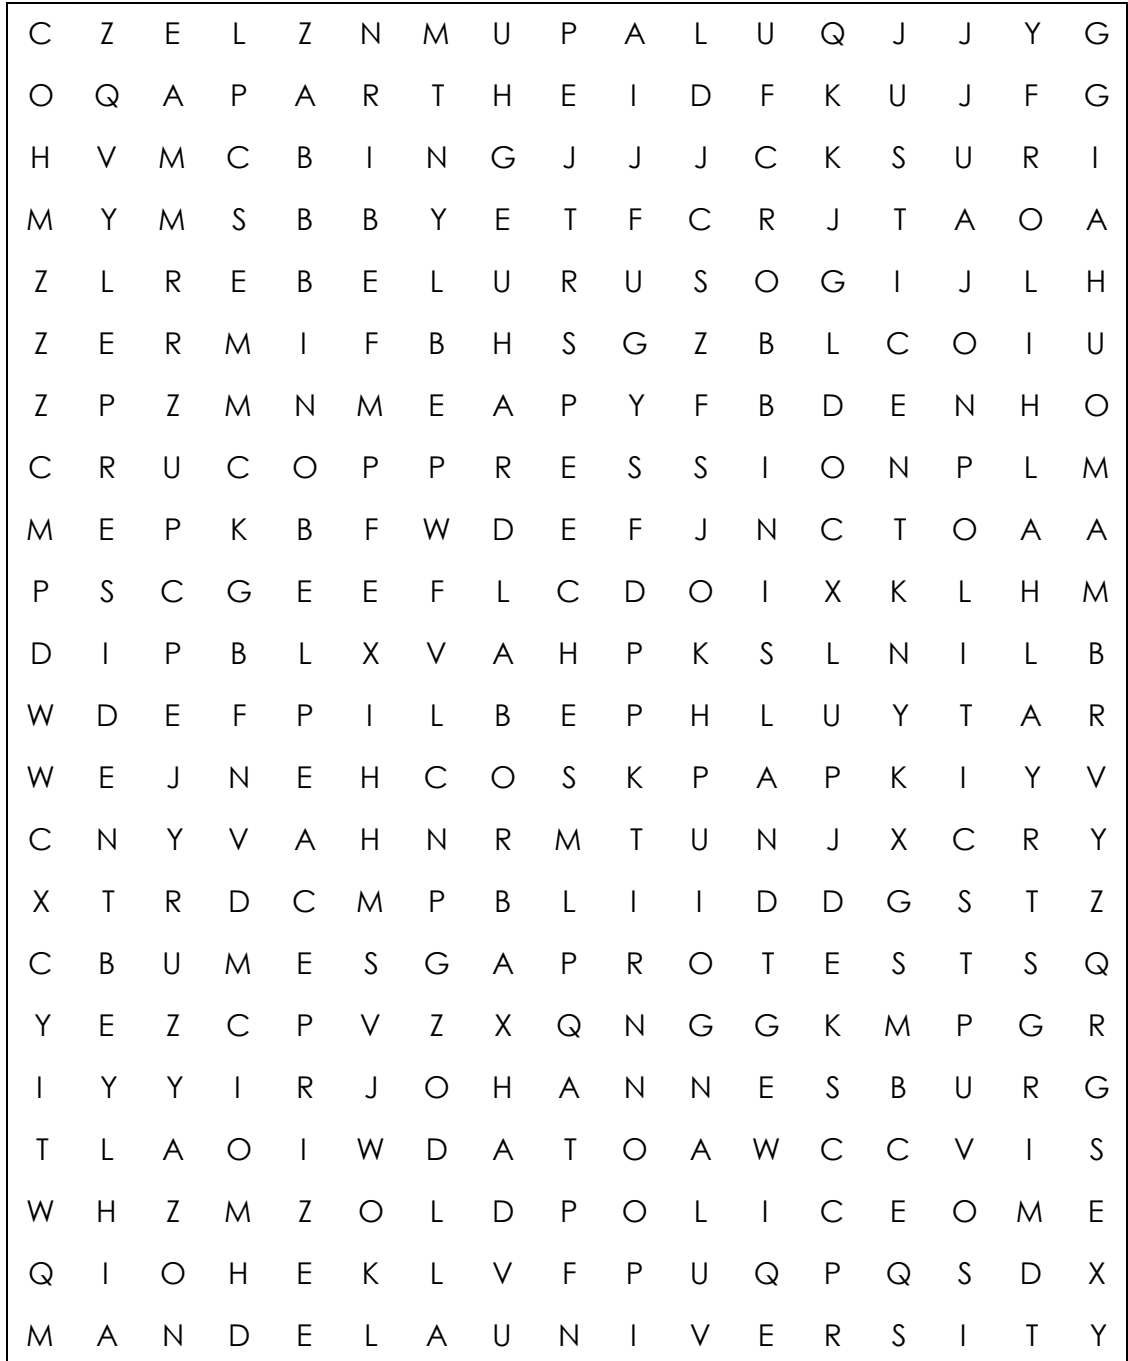 C Z E L Z N M U P A L U Q J J Y G
O Q A P A R T H E I D F K U J F G
H V M C B I N G J J J C K S U R I
M Y M S B B Y E T F C R J T A O A
Z L R E B E L U R U S O G I J L H
Z E R M I F B H S G Z B L C O I U
Z P Z M N M E A P Y F B D E N H O
C R U C O P P R E S S I O N P L M
M E P K B F W D E F J N C T O A A
P S C G E E F L C D O I X K L H M
D I P B L X V A H P K S L N I L B
W D E F P I L B E P H L U Y T A R
W E J N E H C O S K P A P K I Y V
C N Y V A H N R M T U N J X C R Y
X T R D C M P B L I I D D G S T Z
C B U M E S G A P R O T E S T S Q
Y E Z C P V Z X Q N G G K M P G R
I Y Y I R J O H A N N E S B U R G
T L A O I W D A T O A W C C V I S
W H Z M Z O L D P O L I C E O M E
Q I O H E K L V F P U Q P Q S D X
M A N D E L A U N I V E R S I T Y